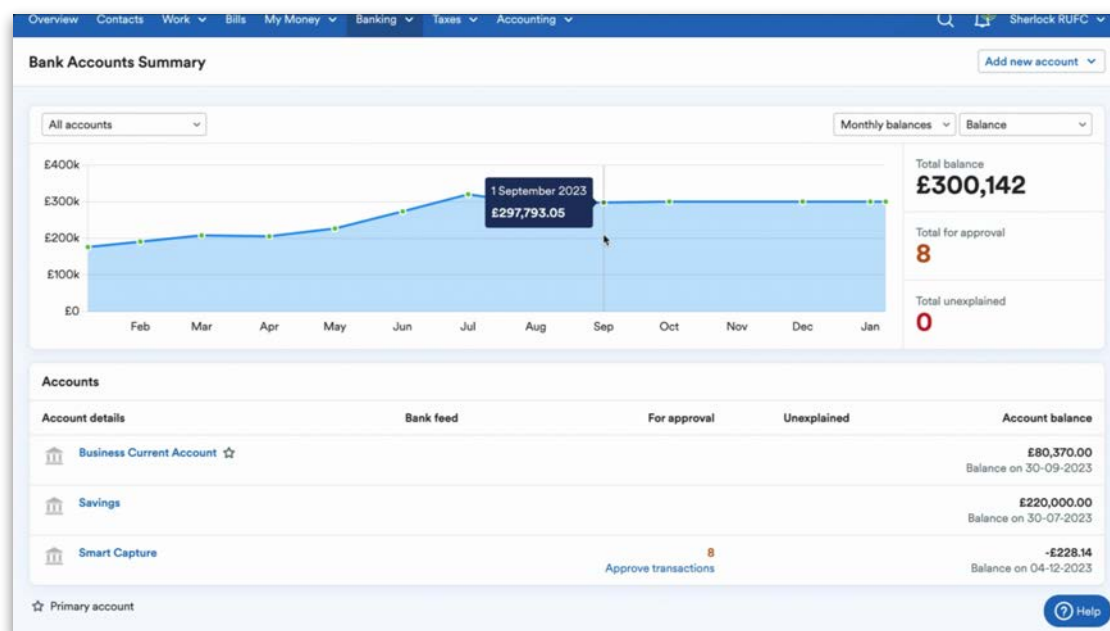 Overview Contacts Work Bills My Money Banking Taxes Accounting Sherlock RUFC
Bank Accounts Summary
Add new account
All accounts
Monthly balances
Balance
£400k
£300k
£200k
£100k
£0
1 September 2023
£297,793.05
Feb Mar Apr May Jun Jul Aug Sep Oct Nov Dec Jan
Total balance
£300,142
Total for approval
8
Total unexplained
0
Accounts
Account details Bank feed For approval Unexplained Account balance
Business Current Account £80,370.00
Balance on 30-09-2023
Savings £220,000.00
Balance on 30-07-2023
Smart Capture 8 -£228.14
Approve transactions Balance on 04-12-2023
Primary account
Help